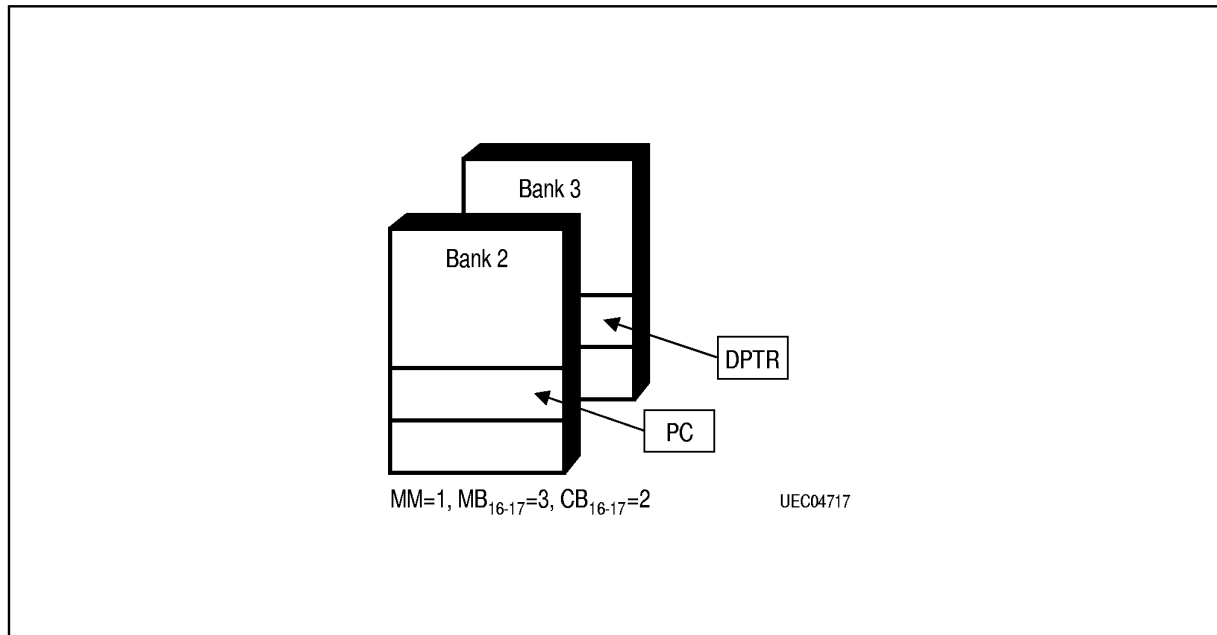 Bank 3
Bank 2
DPTR
PC
MM=1, MB16-17=3, CB16-17=2
UEC04717